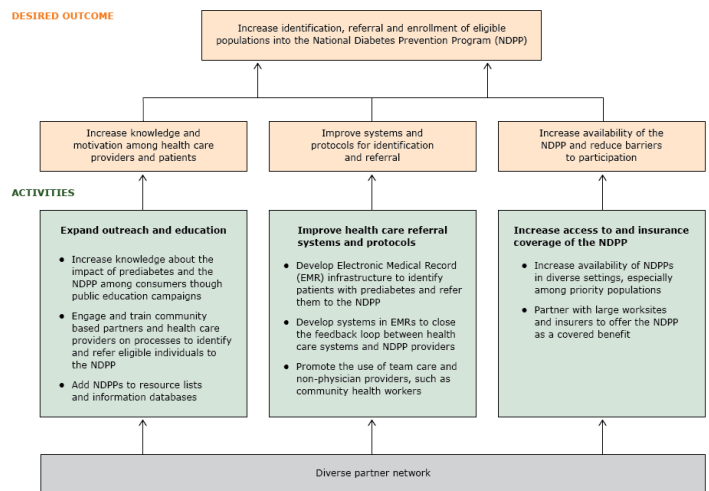 DESIRED OUTCOME
Increase identification, referral and enrollment of eligible
populations into the National Diabetes Prevention Program (NDPP)
Increase knowledge and
motivation among health care
providers and patients
Improve systems and
protocols for identification
and referral
Increase availability of the
NDPP and reduce barriers
to participation
ACTIVITIES
Expand outreach and education
● Increase knowledge about the
impact of prediabetes and the
NDPP among consumers though
public education campaigns
● Engage and train community
based partners and health care
providers on processes to identify
and refer eligible individuals to
the NDPP
● Add NDPPs to resource lists
and information databases
Improve health care referral
systems and protocols
● Develop Electronic Medical Record
(EMR) infrastructure to identify
patients with prediabetes and refer
them to the NDPP
● Develop systems in EMRs to close
the feedback loop between health
care systems and NDPP providers
● Promote the use of team care and
non-physician providers, such as
community health workers
Increase access to and insurance
coverage of the NDPP
● Increase availability of NDPPs
in diverse settings, especially
among priority populations
● Partner with large worksites
and insurers to offer the NDPP
as a covered benefit
Diverse partner network